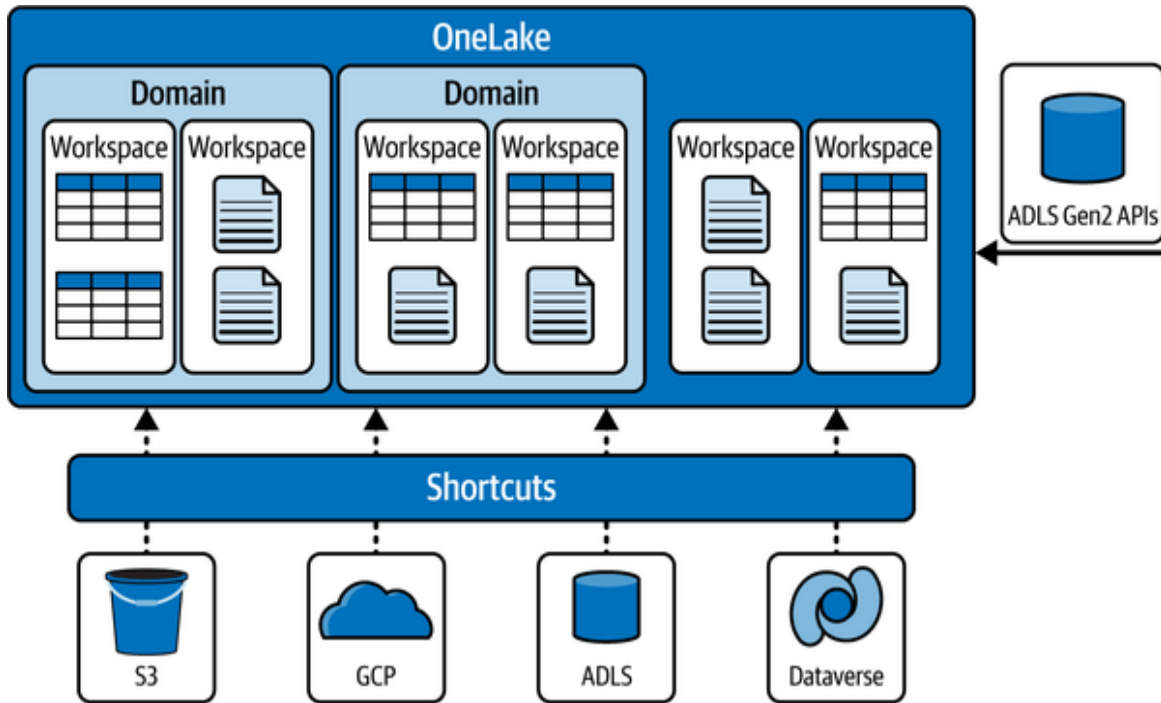 OneLake
Domain
Domain
Workspace
Workspace
Workspace
Workspace
Workspace
Workspace
ADLS Gen2 APIs
Shortcuts
S3
GCP
ADLS
Dataverse